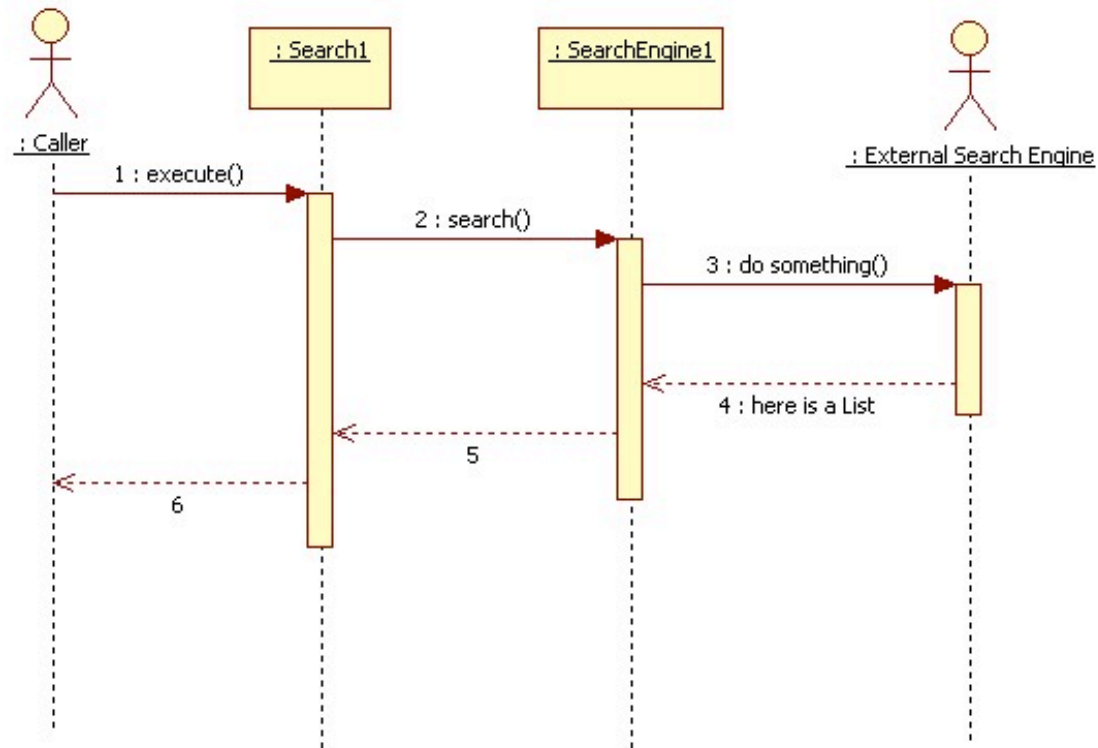 : Search1
: SearchEngine1
: Caller
: External Search Engine
1 : execute()
2 : search()
3 : do something()
4 : here is a List
5
6